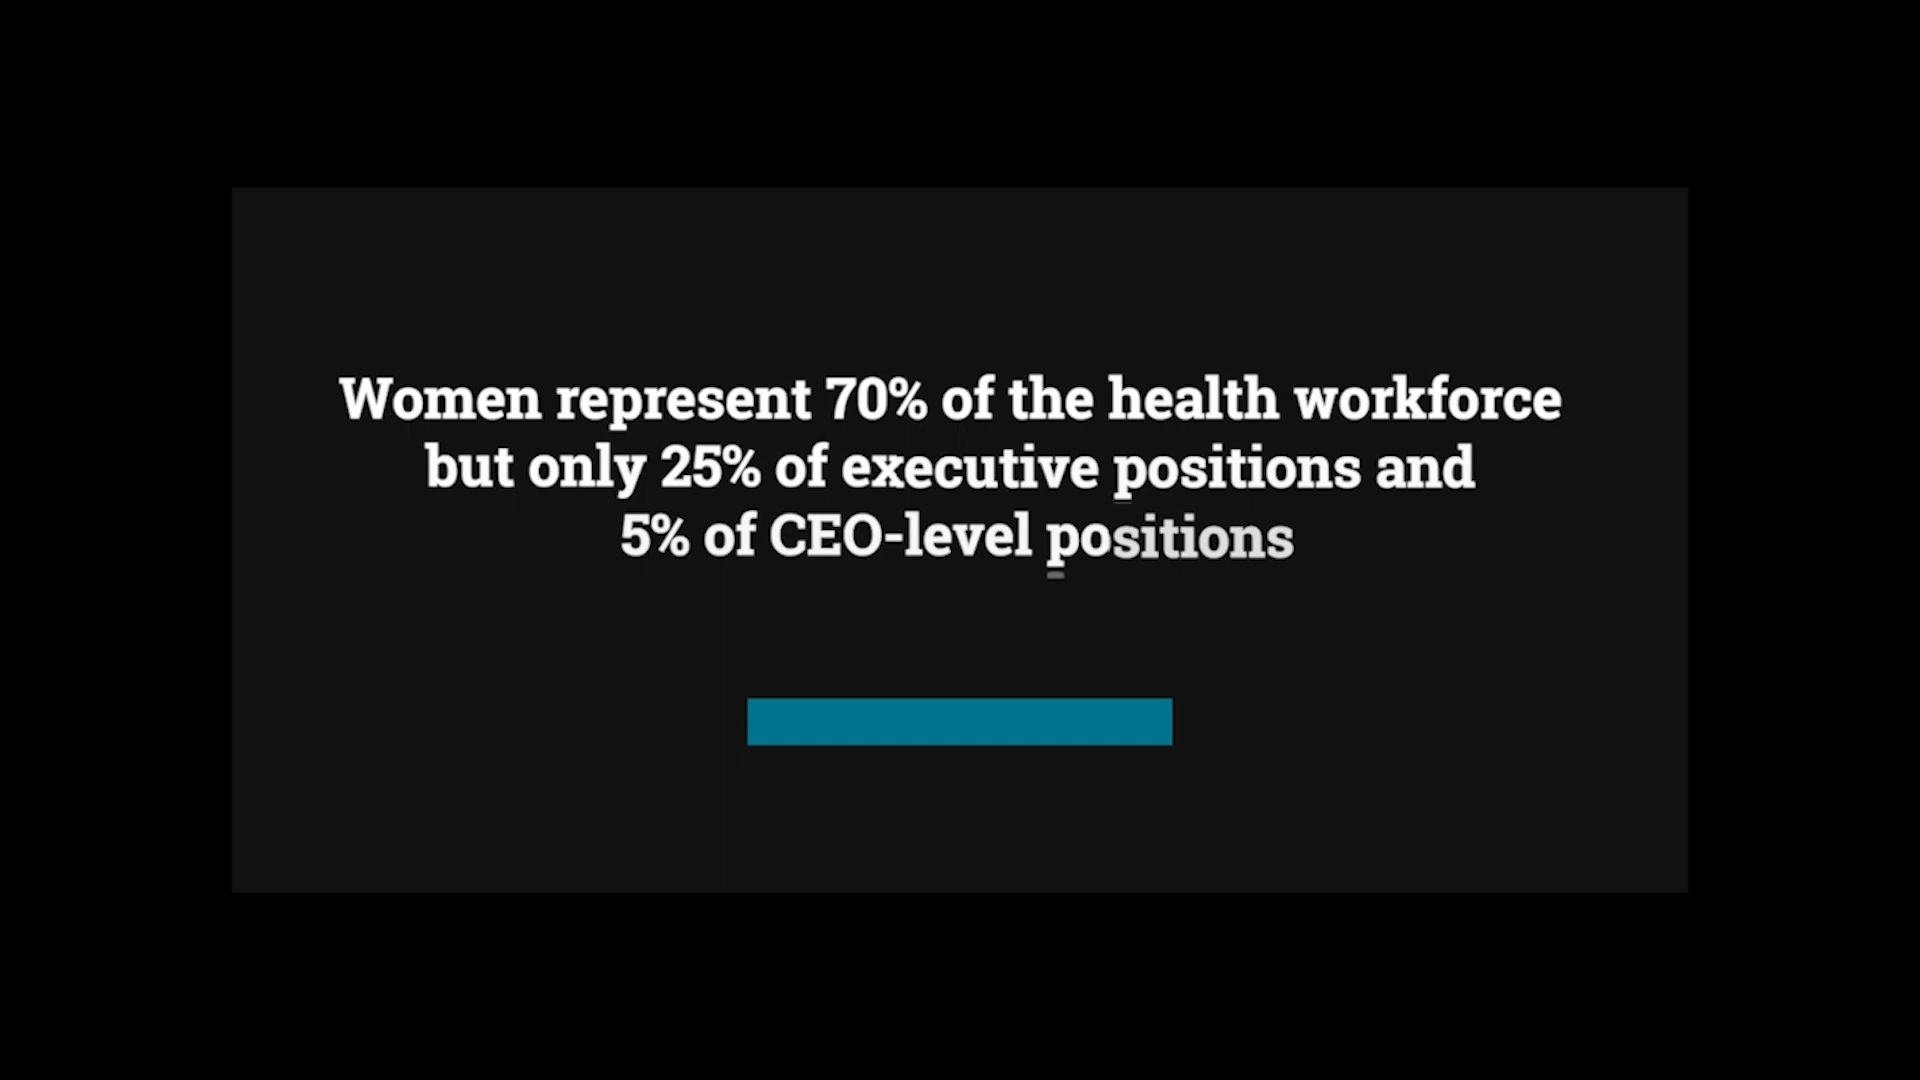 Women represent 70% of the health workforce
but only 25% of executive positions and
5% of CEO-level positions